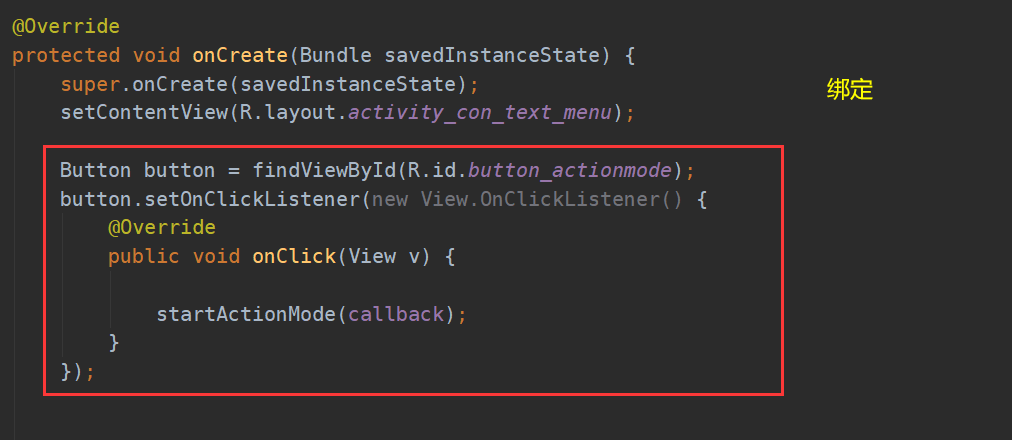 @Override
protected void onCreate(Bundle savedInstanceState) {
super.onCreate(savedInstanceState);
setContentView(R.layout.activity_con_text_menu);
绑定
Button button = findViewById(R.id.button_actionmode);
button.setOnClickListener(new View.OnClickListener() {
@Override
public void onClick(View v) {
startActionMode(callback);
}
});